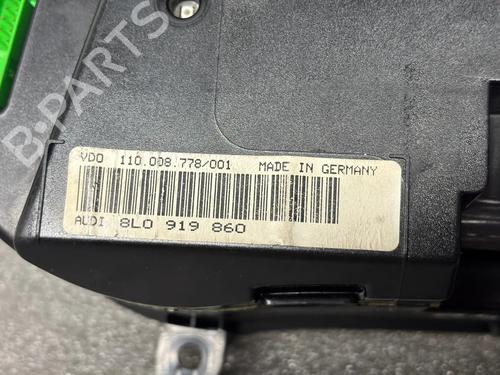 B-PARTS
VDO 110.008.778/001 MADE IN GERMANY
AUDI 8L0 919 860